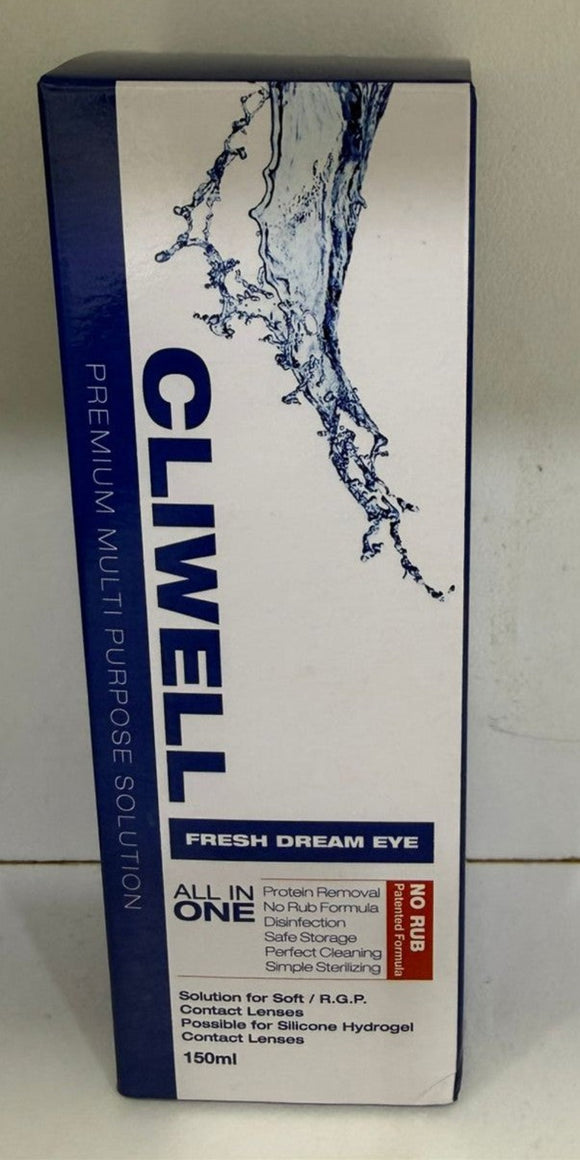 PREMIUM MULTI PURPOSE SOLUTION
CLIWELL
FRESH DREAM EYE
ALL IN
ONE
Protein Removal
No Rub Formula
Disinfection
Safe Storage
Perfect Cleaning
Simple Sterilizing
NO RUB
Patented Formula
Solution for Soft / R.G.P.
Contact Lenses
Possible for Silicone Hydrogel
Contact Lenses
150ml